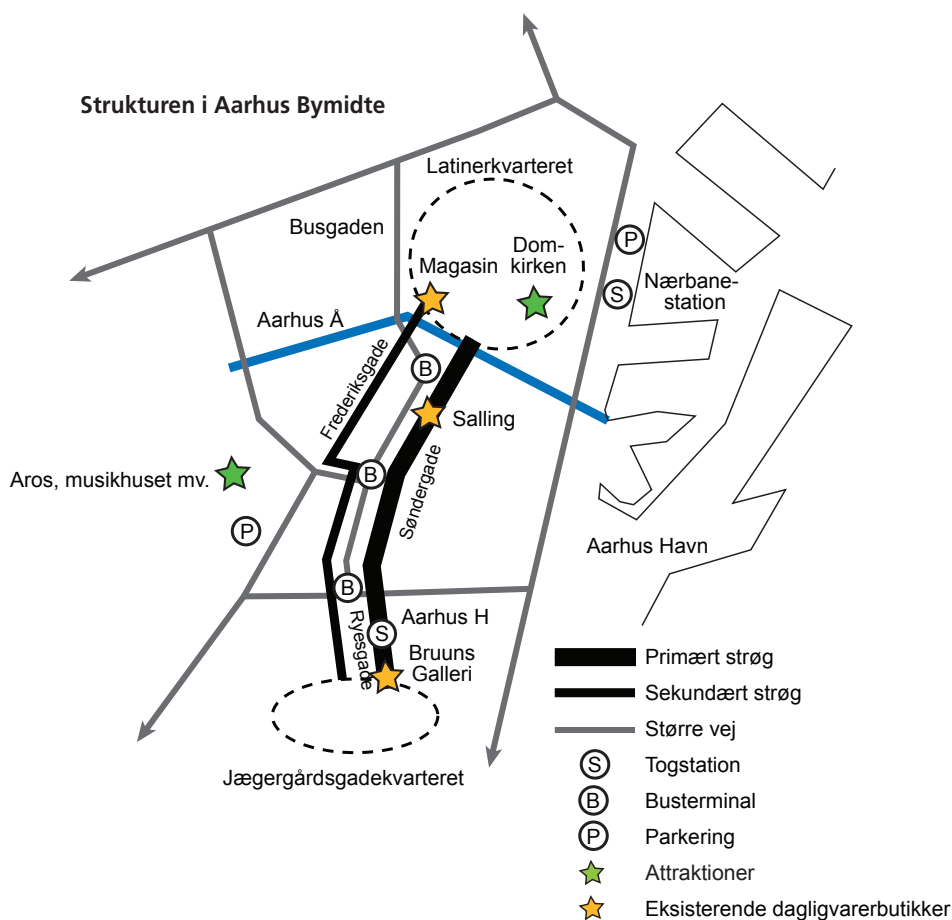 Strukturen i Aarhus Bymidte
Latinerkvarteret
Busgaden
Magasin
Dom-
kirken
P
S
Nærbane-
station
Aarhus Å
Frederiksgade
B
Salling
Søndergade
B
Aros, musikhuset mv.
P
Aarhus Havn
B
Ryesgade
Aarhus H
S
Bruuns
Galleri
Jægergårdsgadekvarteret
Primært strøg
Sekundært strøg
Større vej
S Togstation
B Busterminal
P Parkering
Attraktioner
Eksisterende dagligvarerbutikker